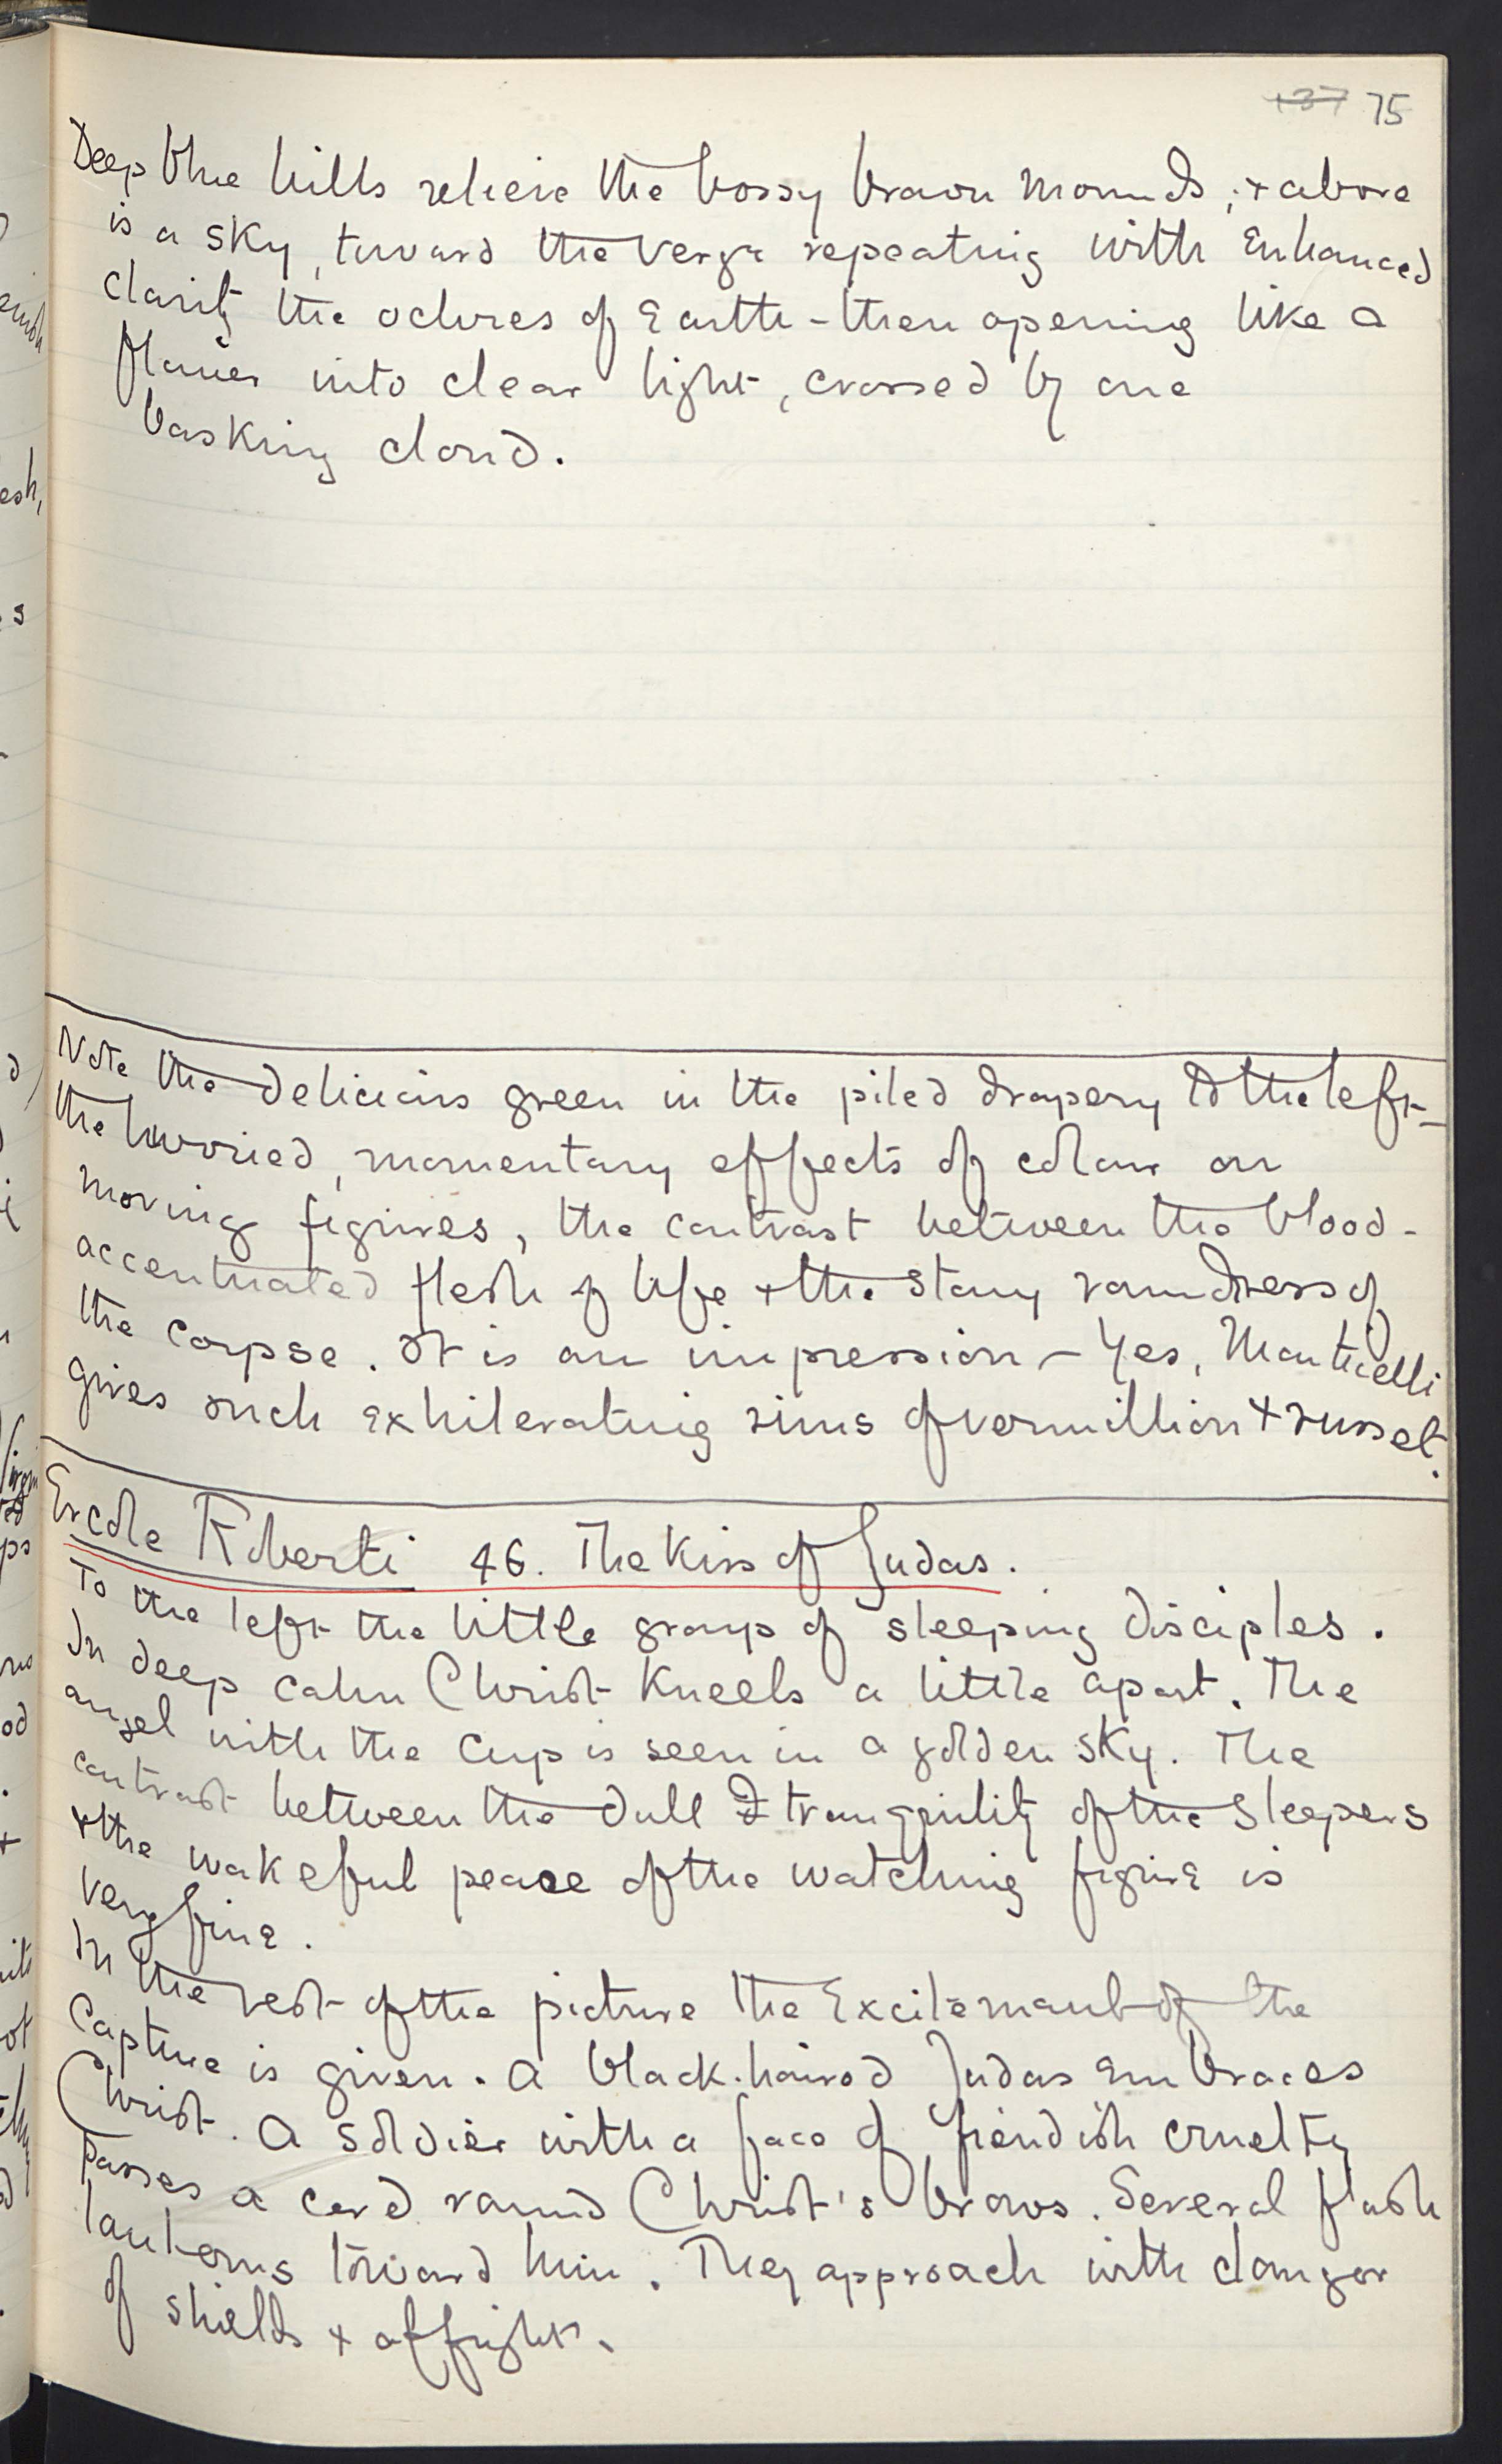 137 75
Deep blue hills relieve the bossy brown mounds, + above
is a sky, toward the verge repeating with enhanced
clarity the ochres of Earth - then opening like a
flower into clear light, crossed by one
basking cloud.
Note the delicious green in the piled drapery to the left -
the hurried, momentary effects of colour on
moving figures, the contrast between the blood-
accentuated flesh of life + the stony roundness of
the corpse. It is an impression - Yes, Monticelli
gives such exhilerating rims of vermillion + russet.
Ercole Roberti 46. The Kiss of Judas.
To the left the little group of sleeping disciples.
In deep calm Christ kneels a little apart. The
angel with the cup is seen in a golden sky. The
contrast between the dull tranquility of the sleepers
+ the wakeful peace of the watching figure is
very fine.
In the rest of the picture the Excitement of the
Capture is given. A black-haired Judas embraces
Christ. A soldier with a face of fiendish cruelty
passes a cord round Christ's brows. Several flash
lanterns toward him. They approach with clangor
of shields + affright.